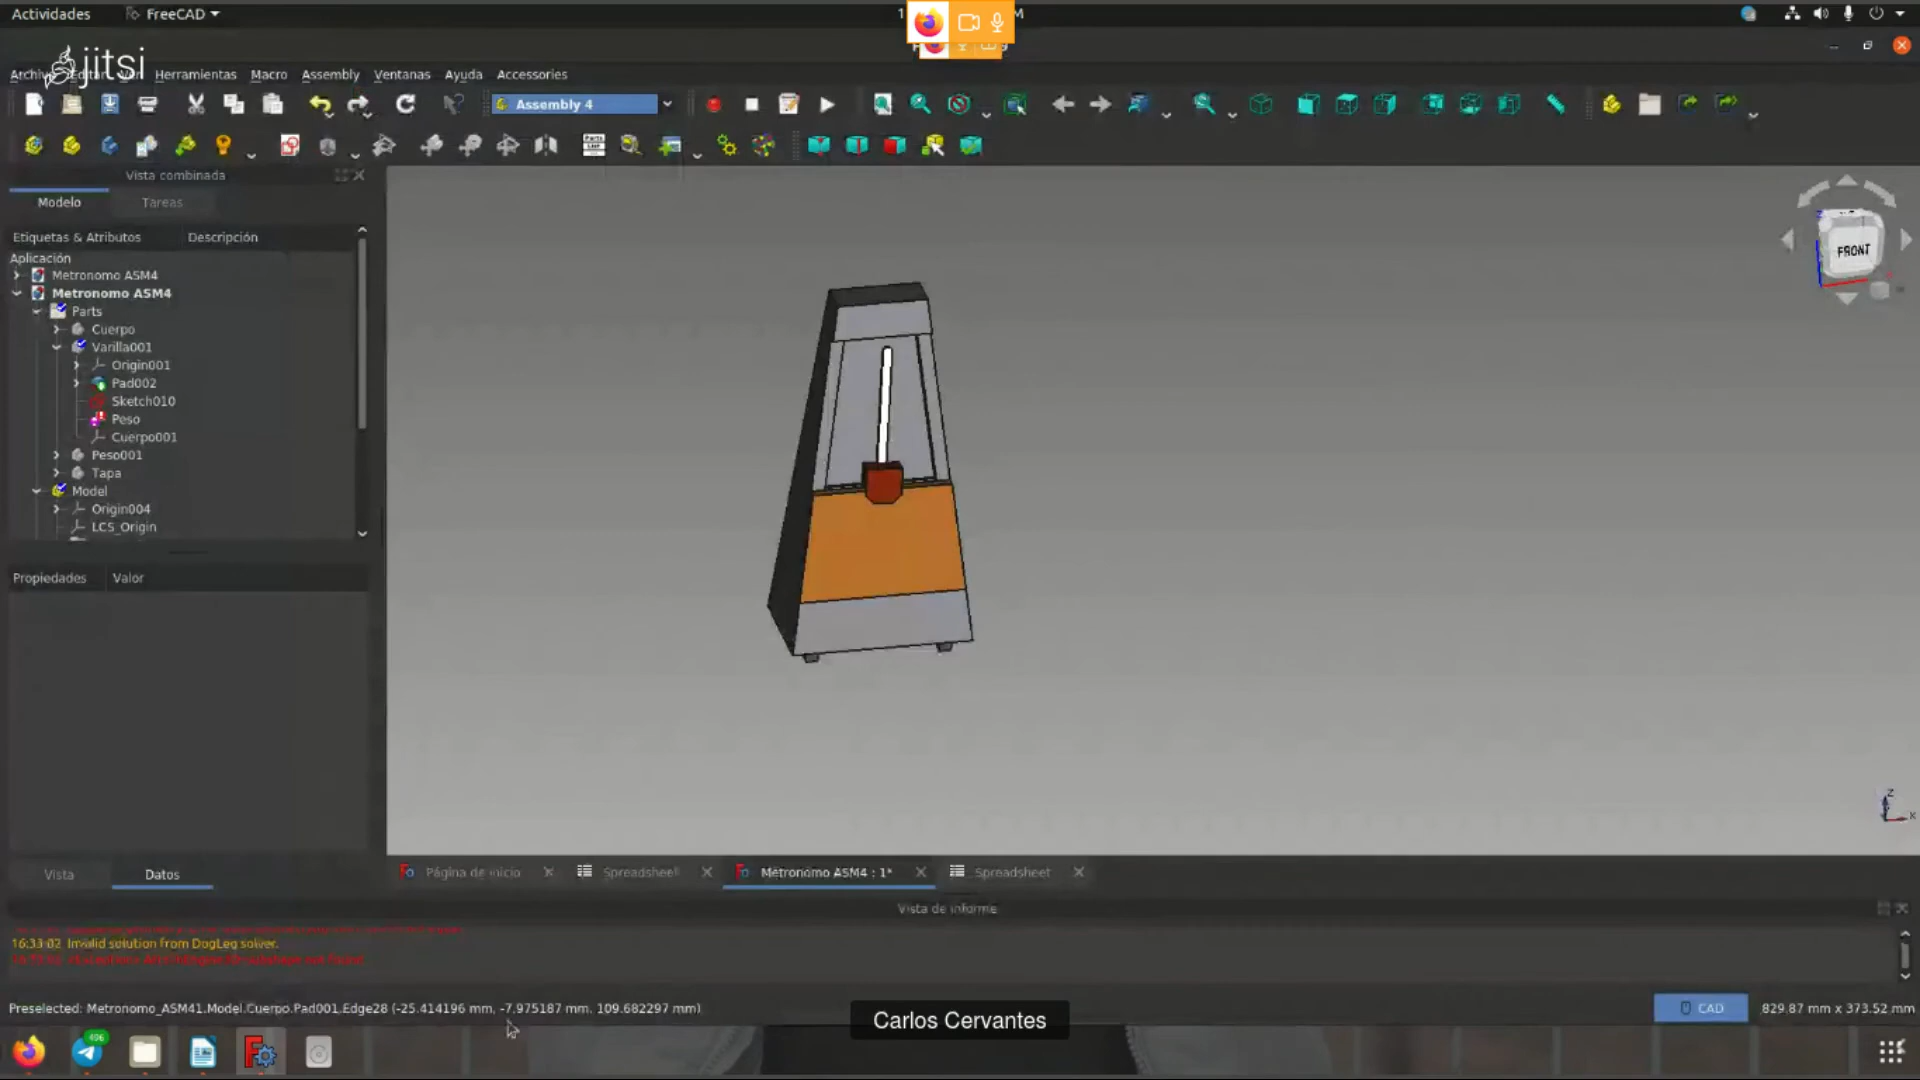 Actividades
FreeCAD
jitsi
Herramientas
Macro
Assembly
Ventanas
Ayuda
Accessories
Assembly 4
Vista combinada
Modelo
Tareas
Etiquetas & Atributos
Descripción
Aplicación
Metronomo ASM4
Metronomo ASM4
Parts
Cuerpo
Varilla001
Origin001
Pad002
Sketch010
Peso
Cuerpo001
Peso001
Tapa
Model
Origin004
LCS_Origin
FRONT
Propiedades
Valor
Vista
Datos
Página de inicio
Spreadsheet
Metronomo ASM4 : 1*
Spreadsheet
Vista de informe
16:33:02 Invalid solution from DogLeg solver.
Preselected: Metronomo_ASM41.Model.Cuerpo.Pad001.Edge28 (-25.414196 mm, -7.975187 mm, 109.682297 mm)
CAD
829.87 mm x 373.52 mm
Carlos Cervantes
496